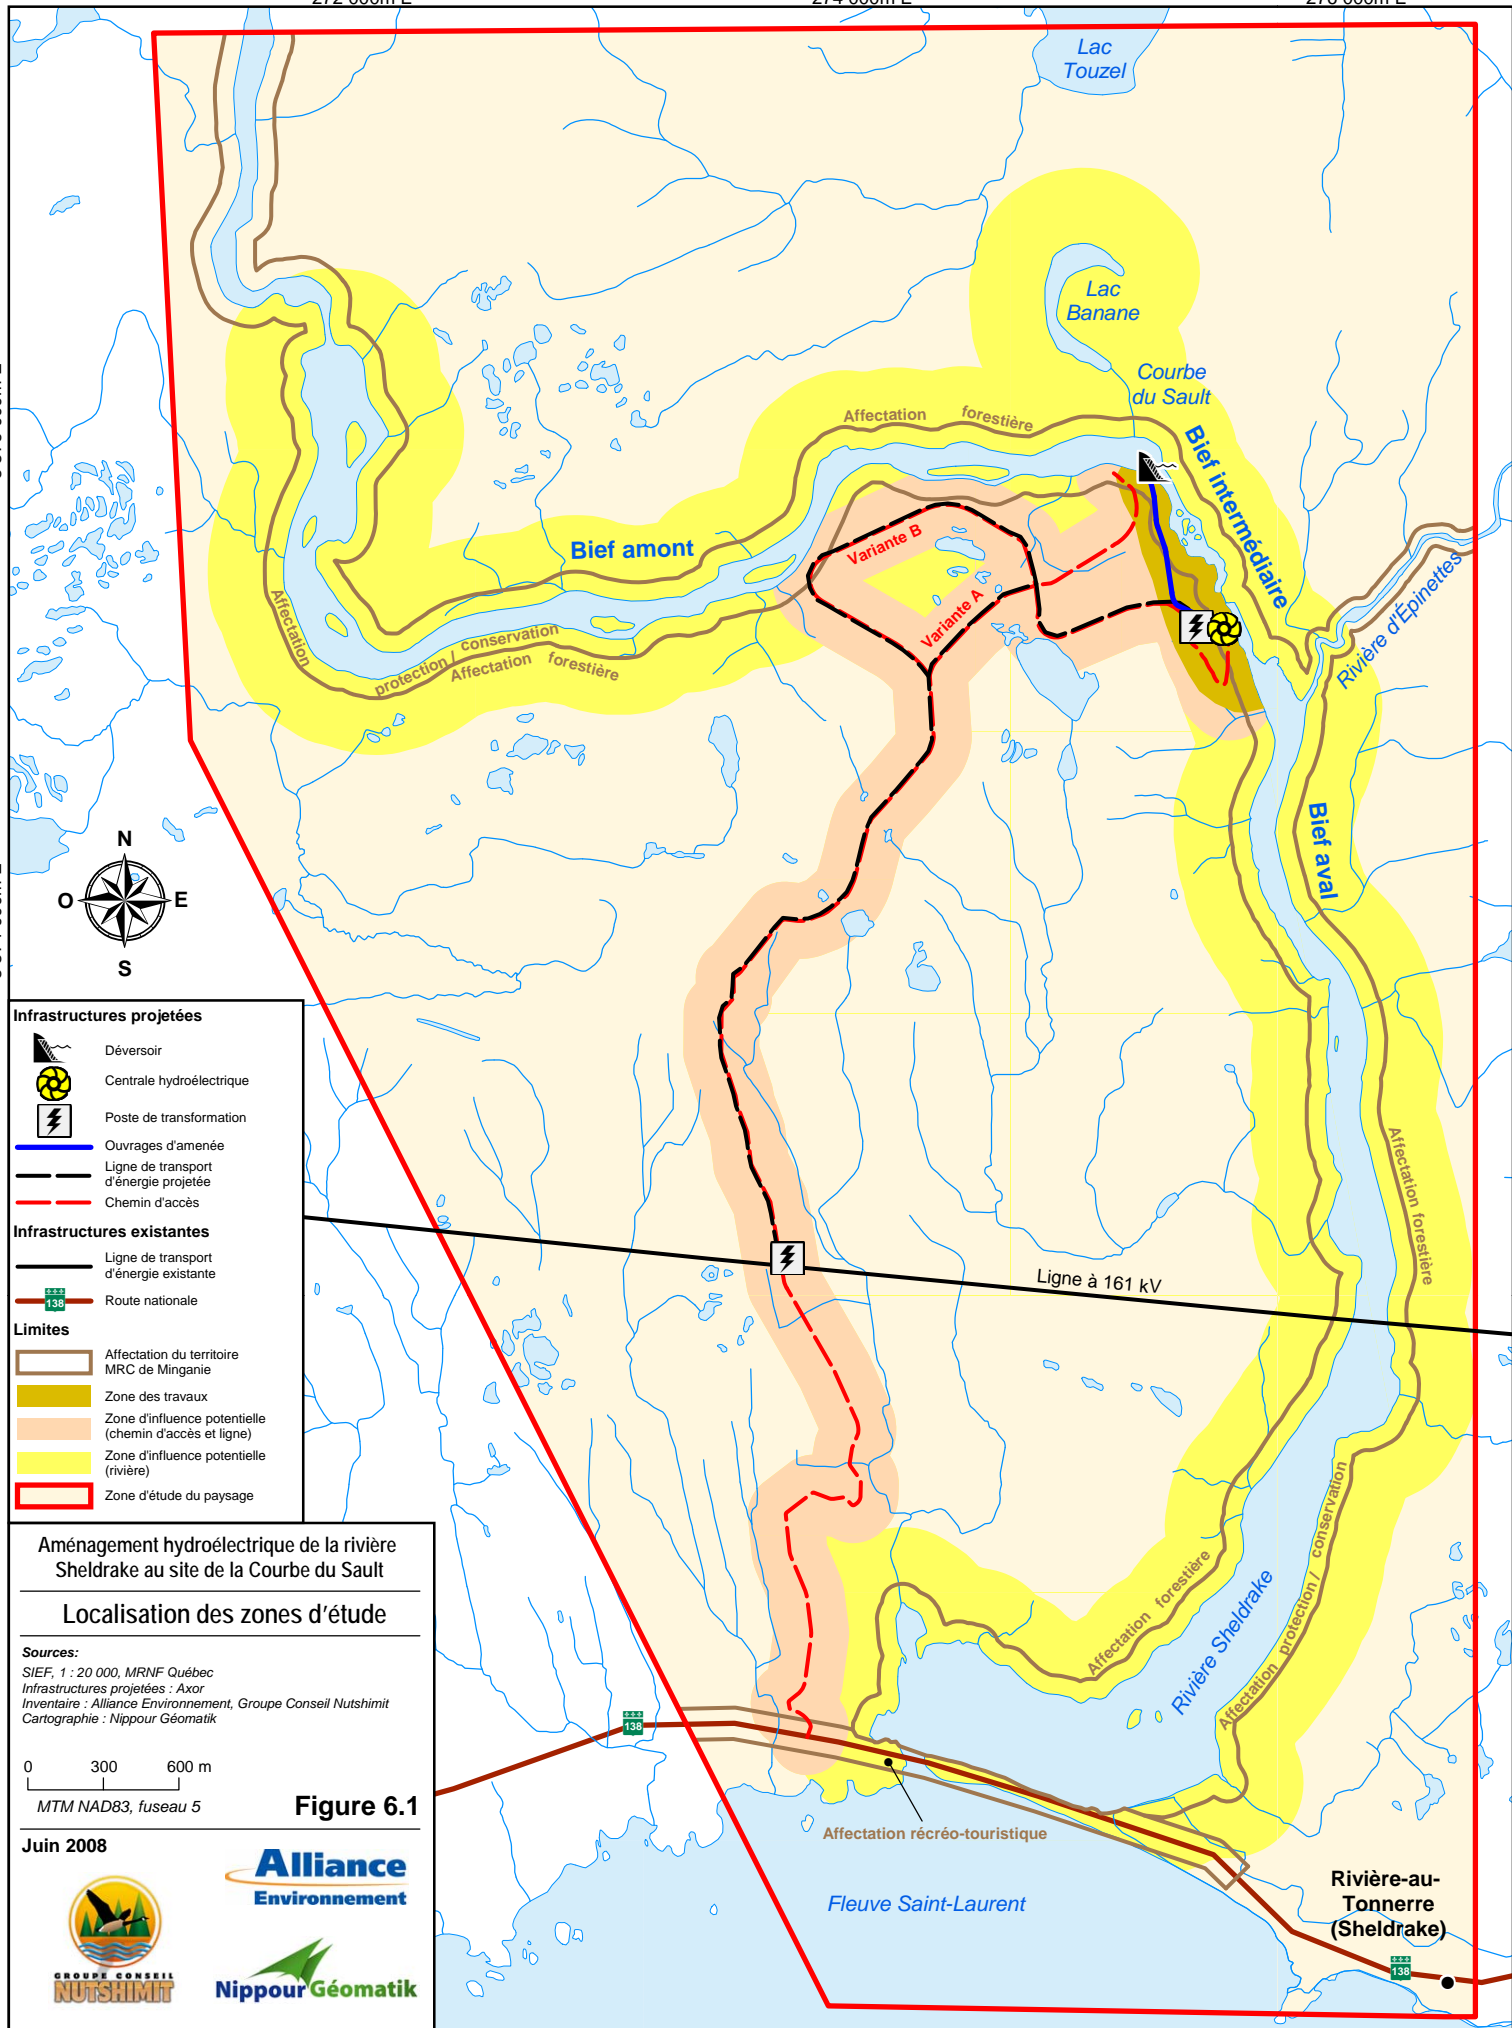 Lac
Touzel
Lac
Banane
Courbe
du Sault
Affectation forestière
Bief intermédiaire
Bief amont
Variante B
Variante A
Affectation
protection / conservation
Affectation forestière
Rivière d'Épinettes
Bief aval
N
O
E
S
Affectation forestière
Ligne à 161 kV
Infrastructures projetées
Déversoir
Centrale hydroélectrique
Poste de transformation
Ouvrages d'amenée
Ligne de transport
d'énergie projetée
Chemin d'accès
Infrastructures existantes
Ligne de transport
d'énergie existante
138
Route nationale
Limites
Affectation du territoire
MRC de Minganie
Zone des travaux
Zone d'influence potentielle
(chemin d'accès et ligne)
Zone d'influence potentielle
(rivière)
Zone d'étude du paysage
Affectation forestière
Rivière Sheldrake
Affectation protection / conservation
138
Affectation récréo-touristique
Fleuve Saint-Laurent
Rivière-au-
Tonnerre
(Sheldrake)
138
Aménagement hydroélectrique de la rivière
Sheldrake au site de la Courbe du Sault
Localisation des zones d'étude
Sources:
SIEF, 1 : 20 000, MRNF Québec
Infrastructures projetées : Axor
Inventaire : Alliance Environnement, Groupe Conseil Nutshimit
Cartographie : Nippour Géomatik
0 300 600 m
MTM NAD83, fuseau 5
Figure 6.1
Juin 2008
Alliance
Environnement
GROUPE CONSEIL
NUTSHIMIT
Nippour Géomatik